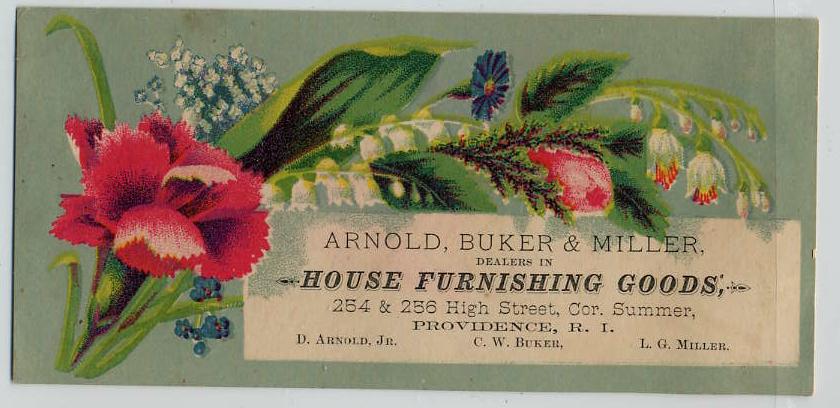 ARNOLD, BUKER & MILLER,
DEALERS IN
HOUSE FURNISHING GOODS,
254 & 256 High Street, Cor. Summer,
PROVIDENCE, R. I.
D. ARNOLD, JR. C. W. BUKER, L. G. MILLER.